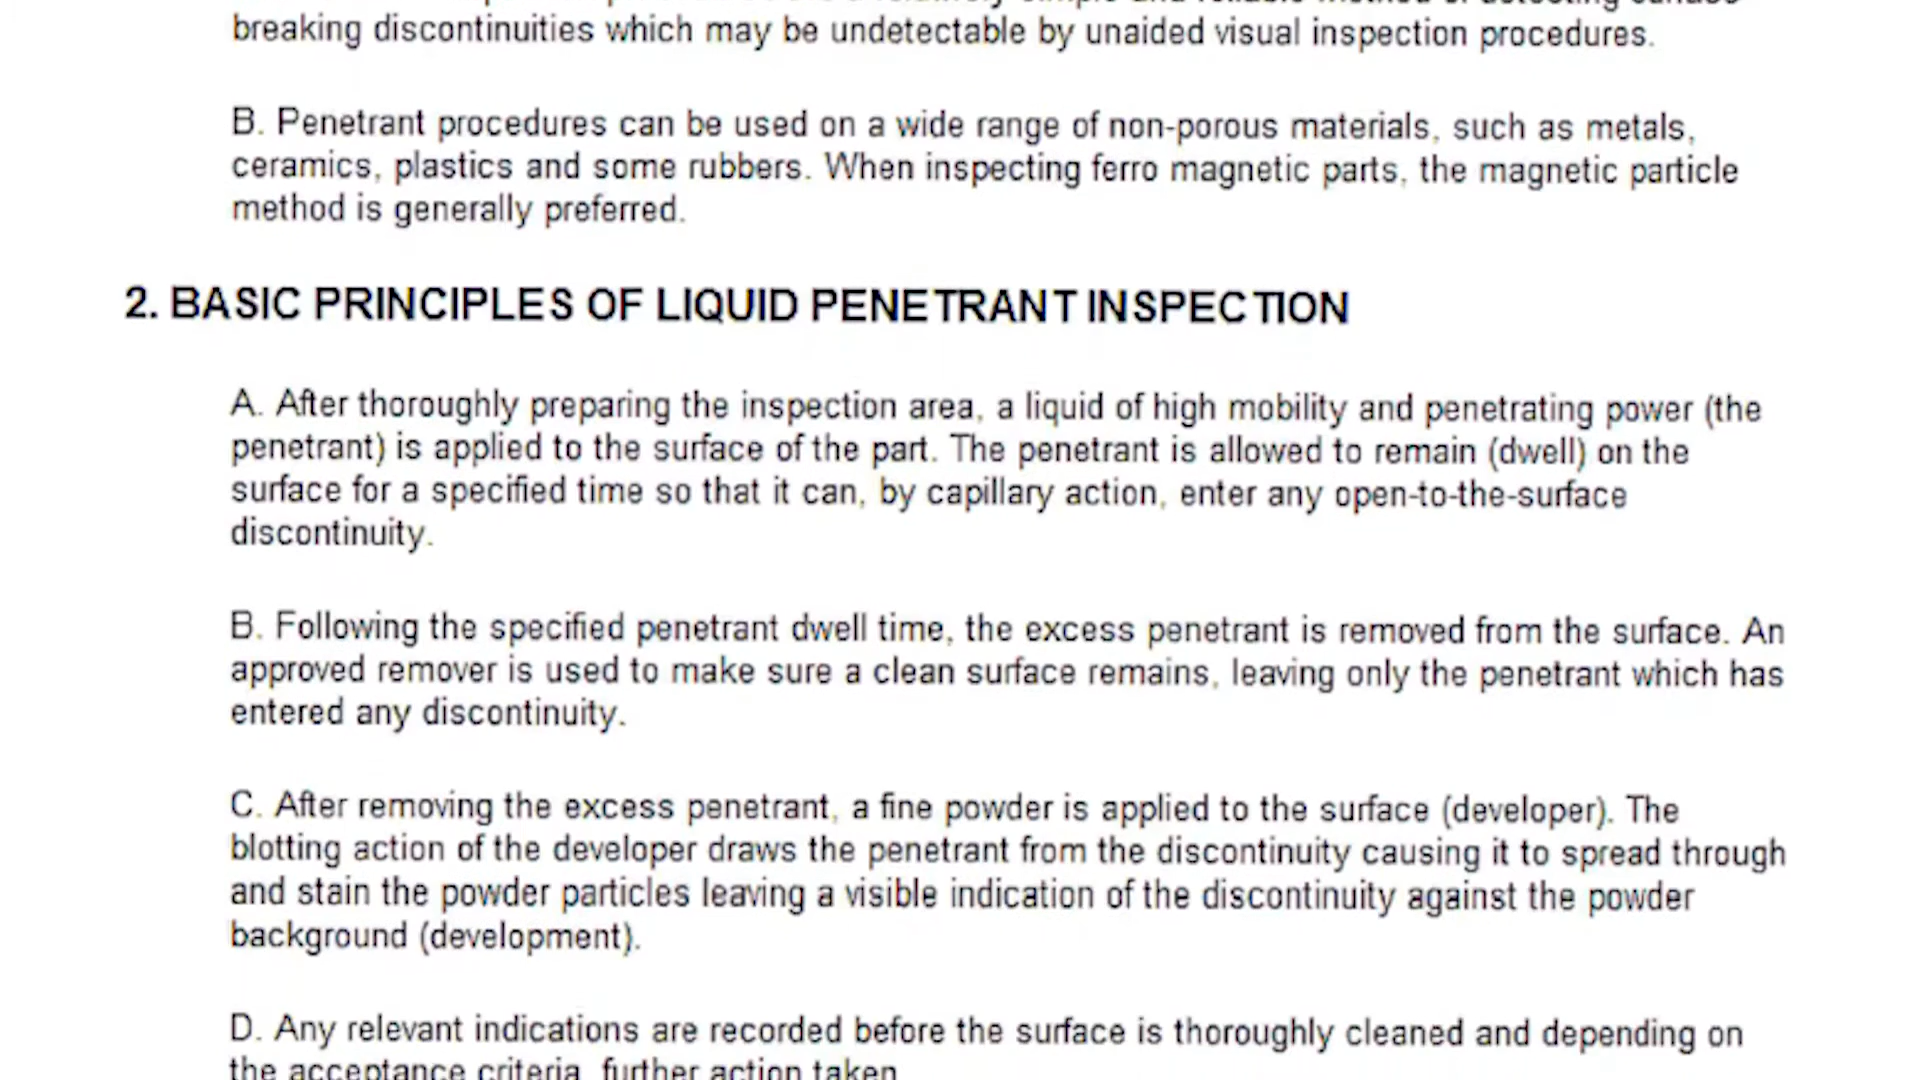 breaking discontinuities which may be undetectable by unaided visual inspection procedures.
B. Penetrant procedures can be used on a wide range of non-porous materials, such as metals,
ceramics, plastics and some rubbers. When inspecting ferro magnetic parts, the magnetic particle
method is generally preferred.
2. BASIC PRINCIPLES OF LIQUID PENETRANT INSPECTION
A. After thoroughly preparing the inspection area, a liquid of high mobility and penetrating power (the
penetrant) is applied to the surface of the part. The penetrant is allowed to remain (dwell) on the
surface for a specified time so that it can, by capillary action, enter any open-to-the-surface
discontinuity.
B. Following the specified penetrant dwell time, the excess penetrant is removed from the surface. An
approved remover is used to make sure a clean surface remains, leaving only the penetrant which has
entered any discontinuity.
C. After removing the excess penetrant, a fine powder is applied to the surface (developer). The
blotting action of the developer draws the penetrant from the discontinuity causing it to spread through
and stain the powder particles leaving a visible indication of the discontinuity against the powder
background (development).
D. Any relevant indications are recorded before the surface is thoroughly cleaned and depending on
the acceptance criteria, further action taken